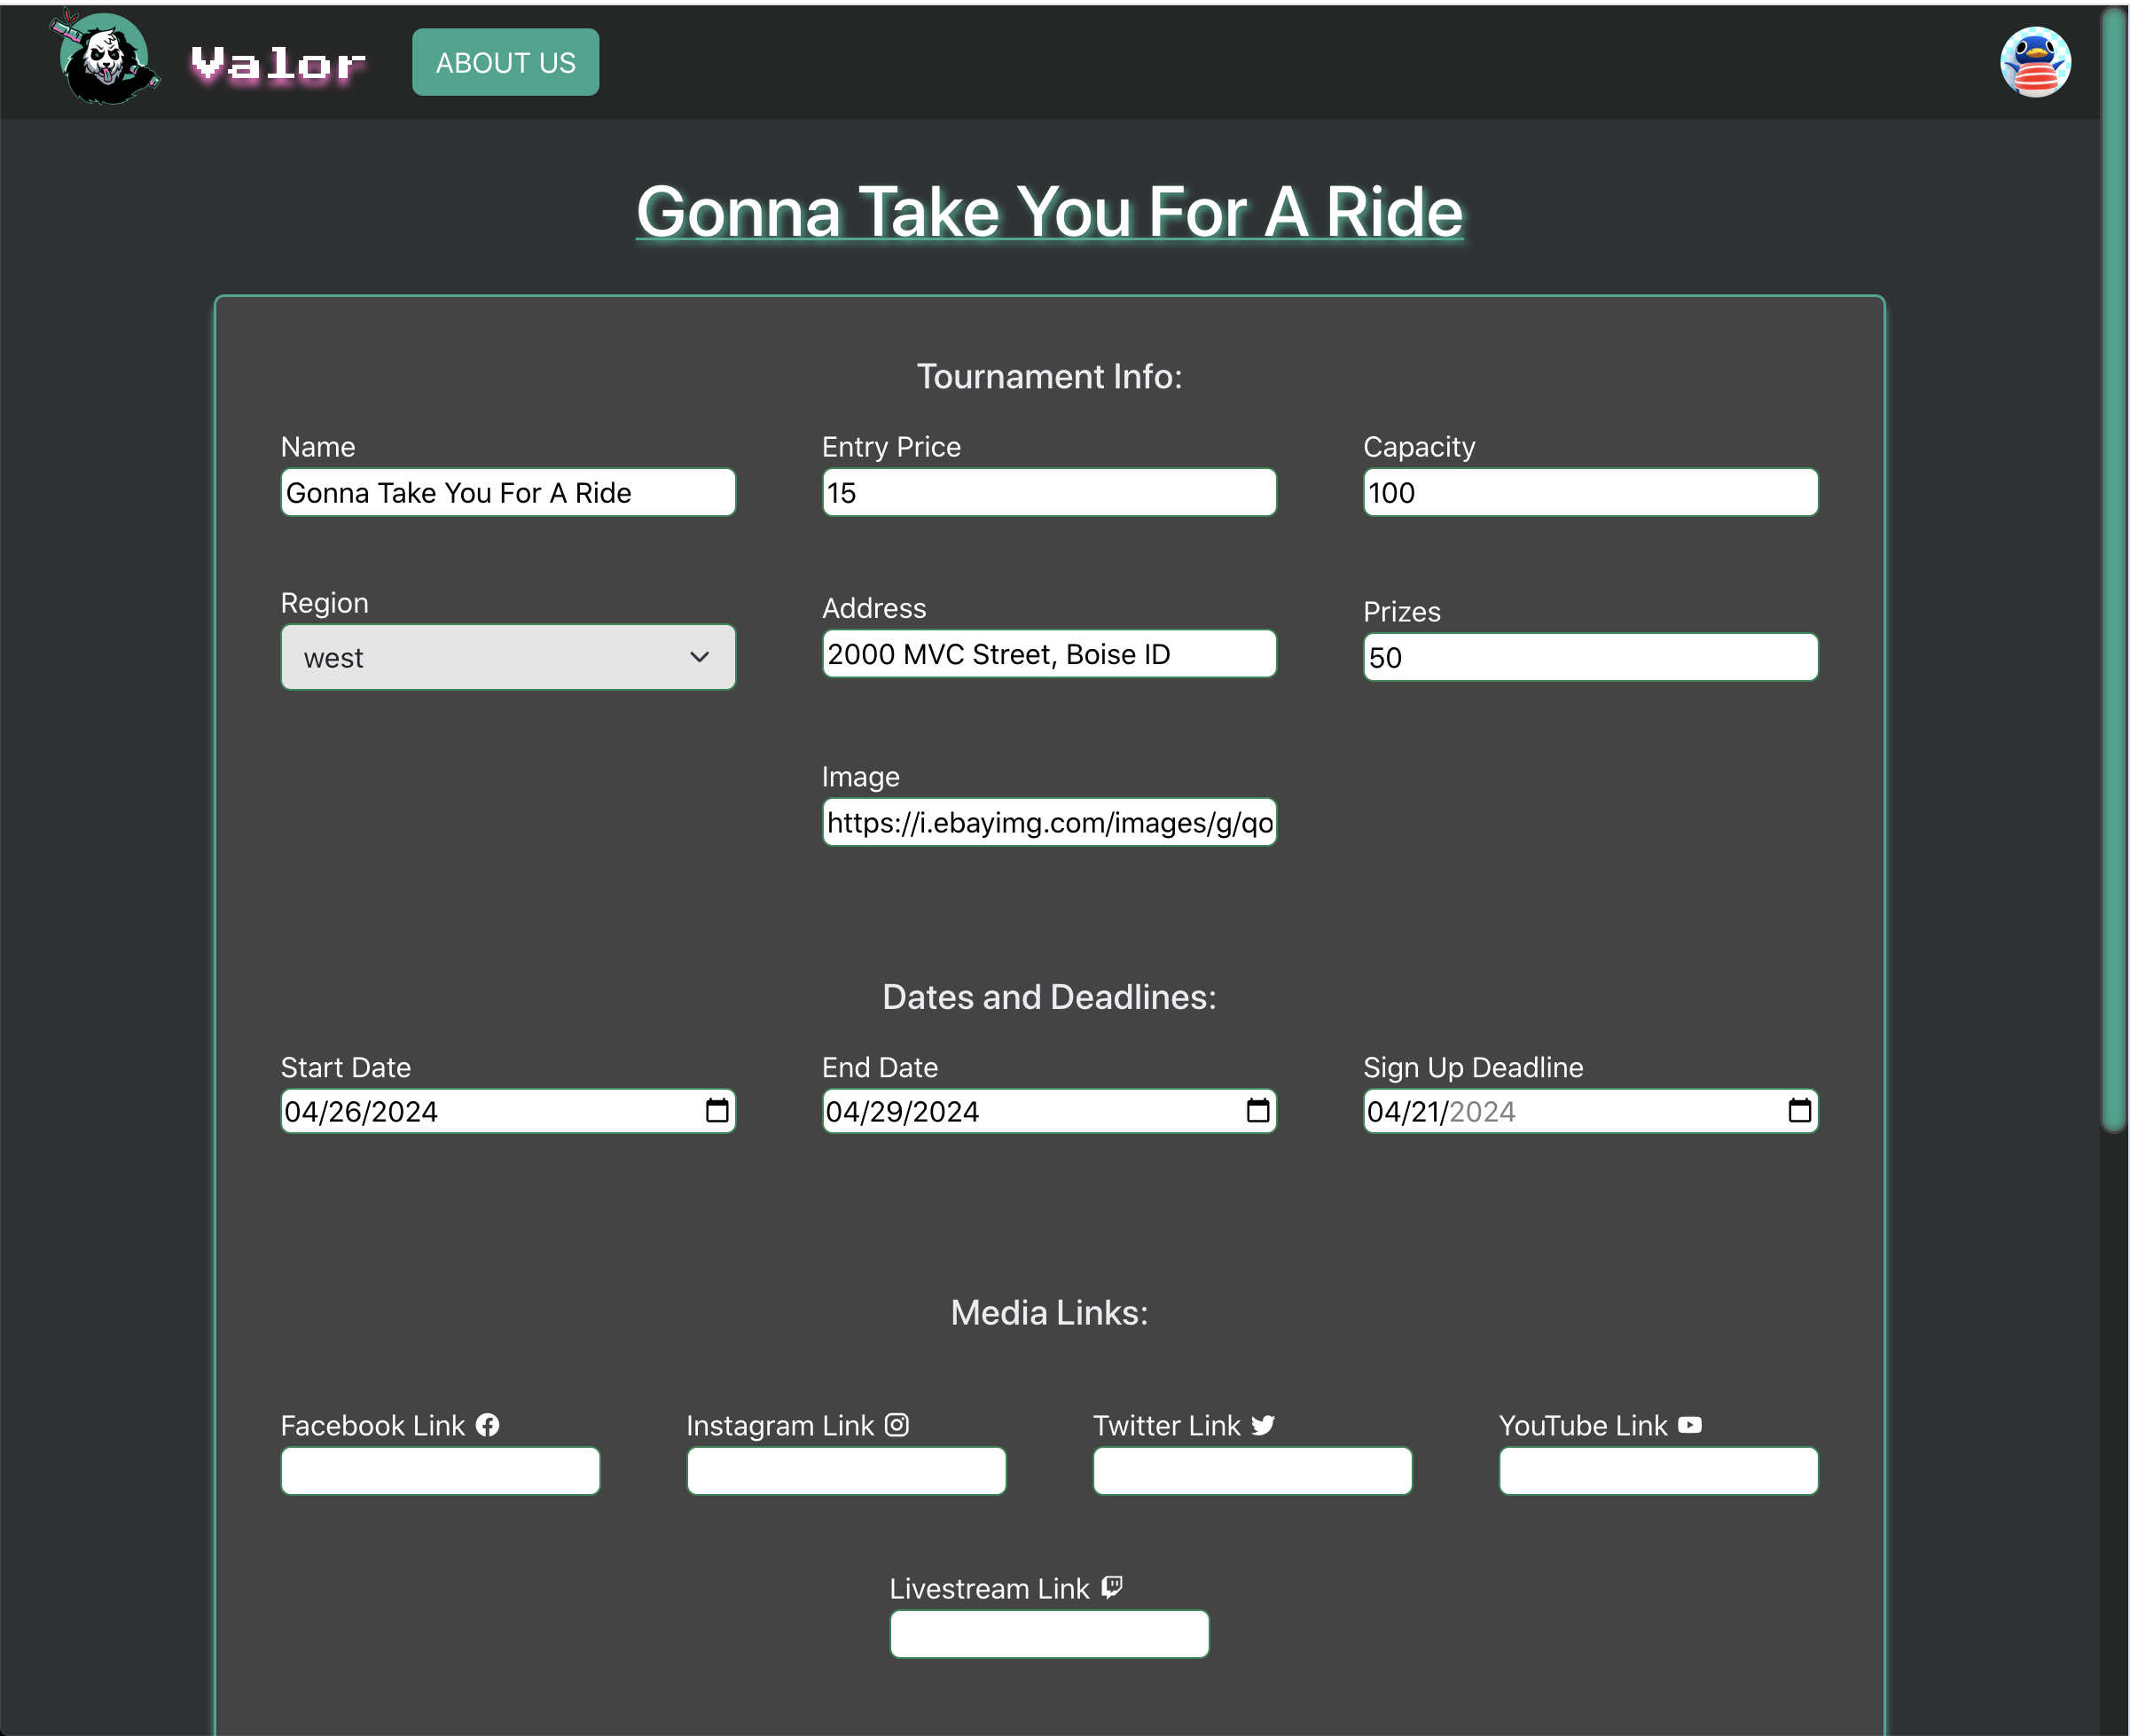 Valor
ABOUT US
Gonna Take You For A Ride
Tournament Info:
Name
Entry Price
Capacity
Gonna Take You For A Ride
15
100
Region
Address
Prizes
west
2000 MVC Street, Boise ID
50
Image
https://i.ebayimg.com/images/g/qo
Dates and Deadlines:
Start Date
End Date
Sign Up Deadline
04/26/2024
04/29/2024
04/21/2024
Media Links:
Facebook Link
Instagram Link
Twitter Link
YouTube Link
Livestream Link